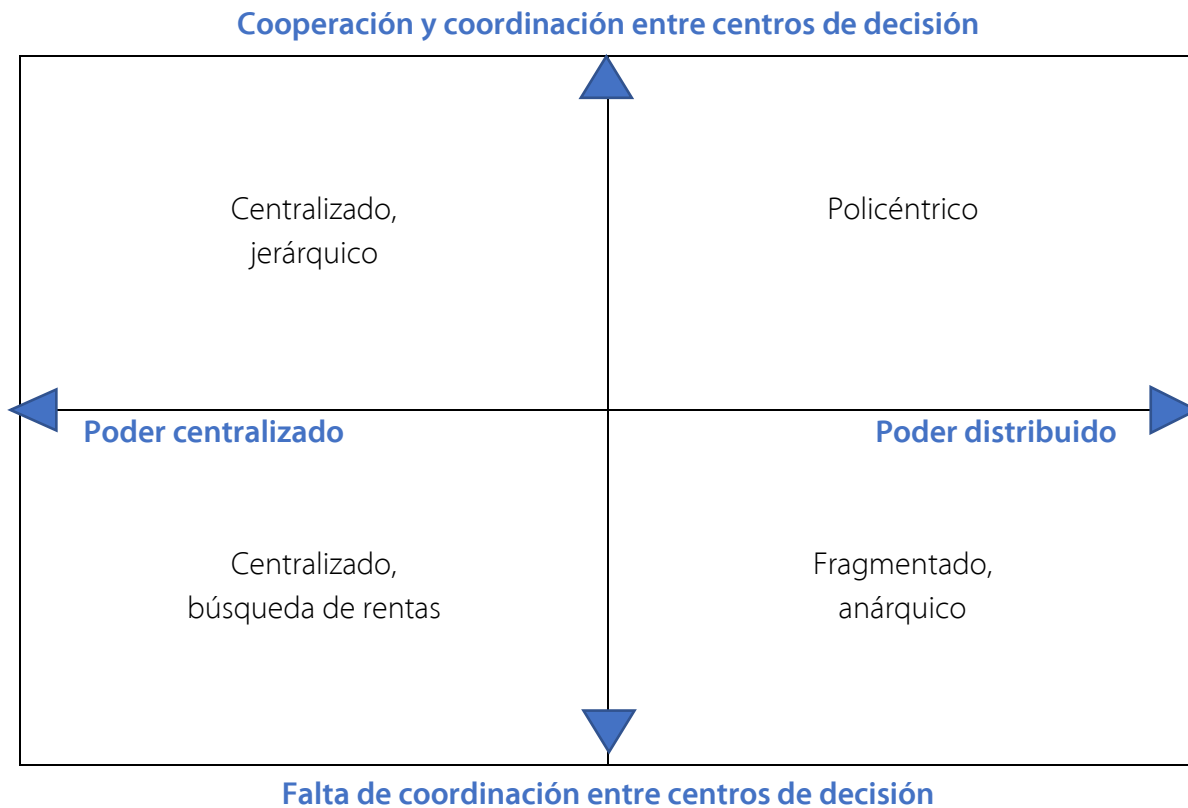 Cooperación y coordinación entre centros de decisión
Centralizado,
jerárquico
Policéntrico
Poder centralizado
Poder distribuido
Centralizado,
búsqueda de rentas
Fragmentado,
anárquico
Falta de coordinación entre centros de decisión